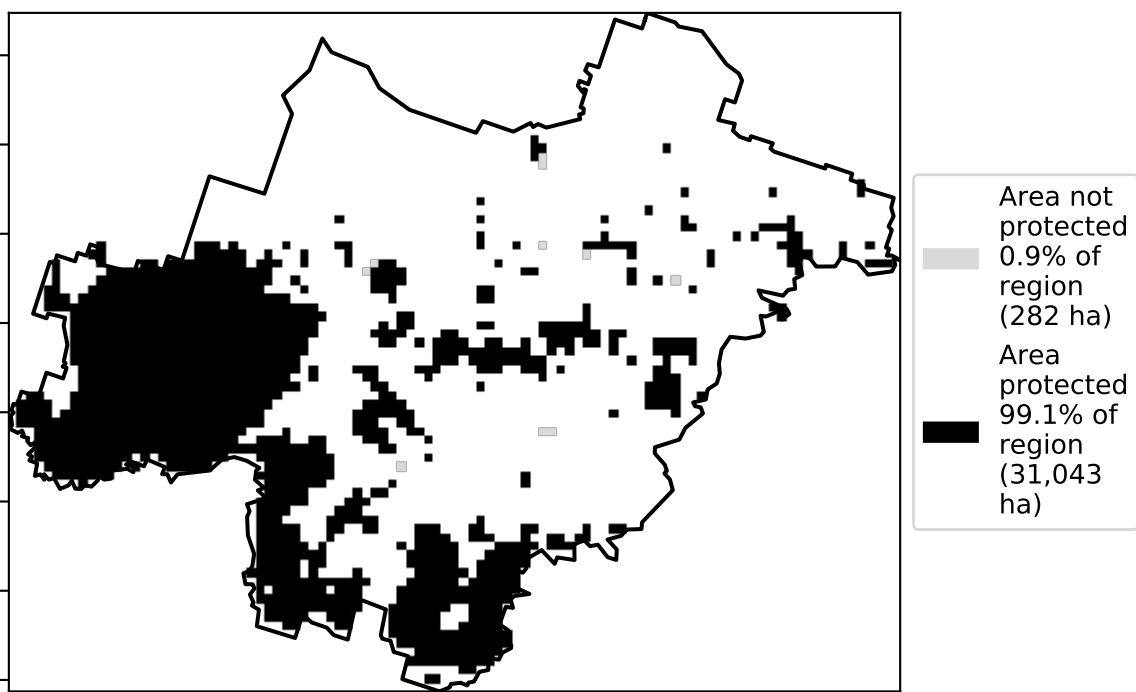 Area not
protected
0.9% of
region
(282 ha)
Area
protected
99.1% of
region
(31,043
ha)